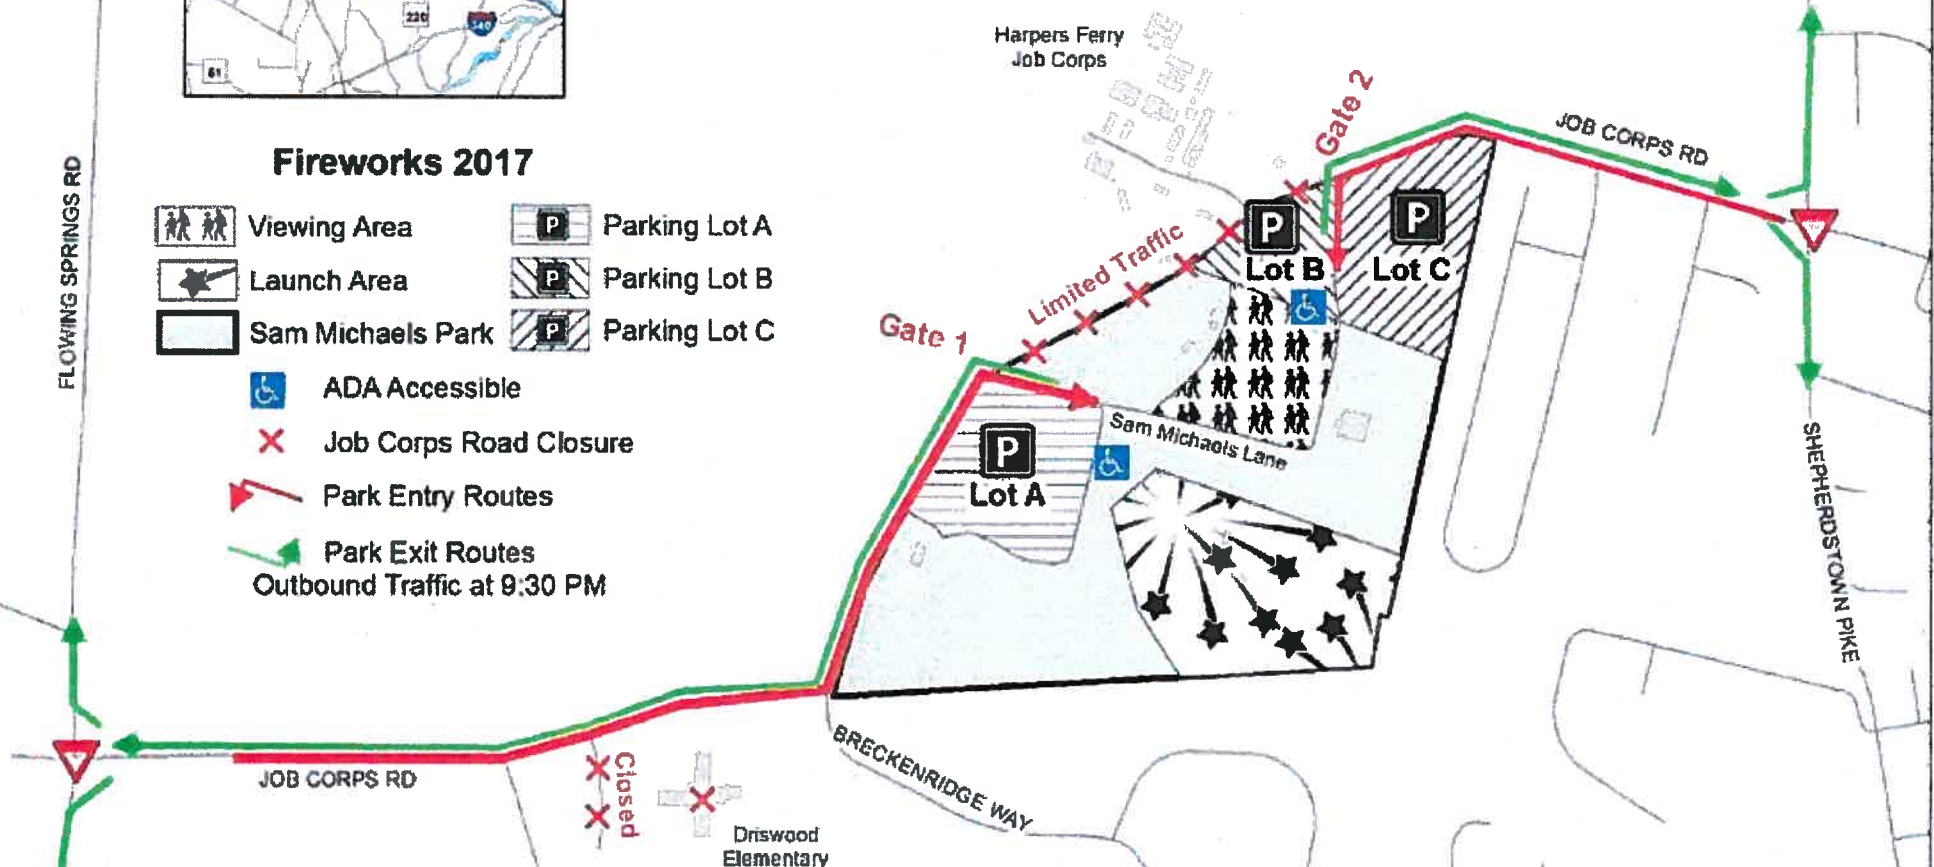 220
340
51
Harpers Ferry
Job Corps
Gate 2
JOB CORPS RD
FLOWING SPRINGS RD
Fireworks 2017
Viewing Area
P
Parking Lot A
Launch Area
P
Parking Lot B
Sam Michaels Park
P
Parking Lot C
ADA Accessible
Job Corps Road Closure
Park Entry Routes
Park Exit Routes
Outbound Traffic at 9:30 PM
Limited Traffic
P
Lot B
P
Lot C
Gate 1
P
Lot A
Sam Michaels Lane
SHEPHERDSTOWN PIKE
JOB CORPS RD
Closed
BRECKENRIDGE WAY
Driswood
Elementary